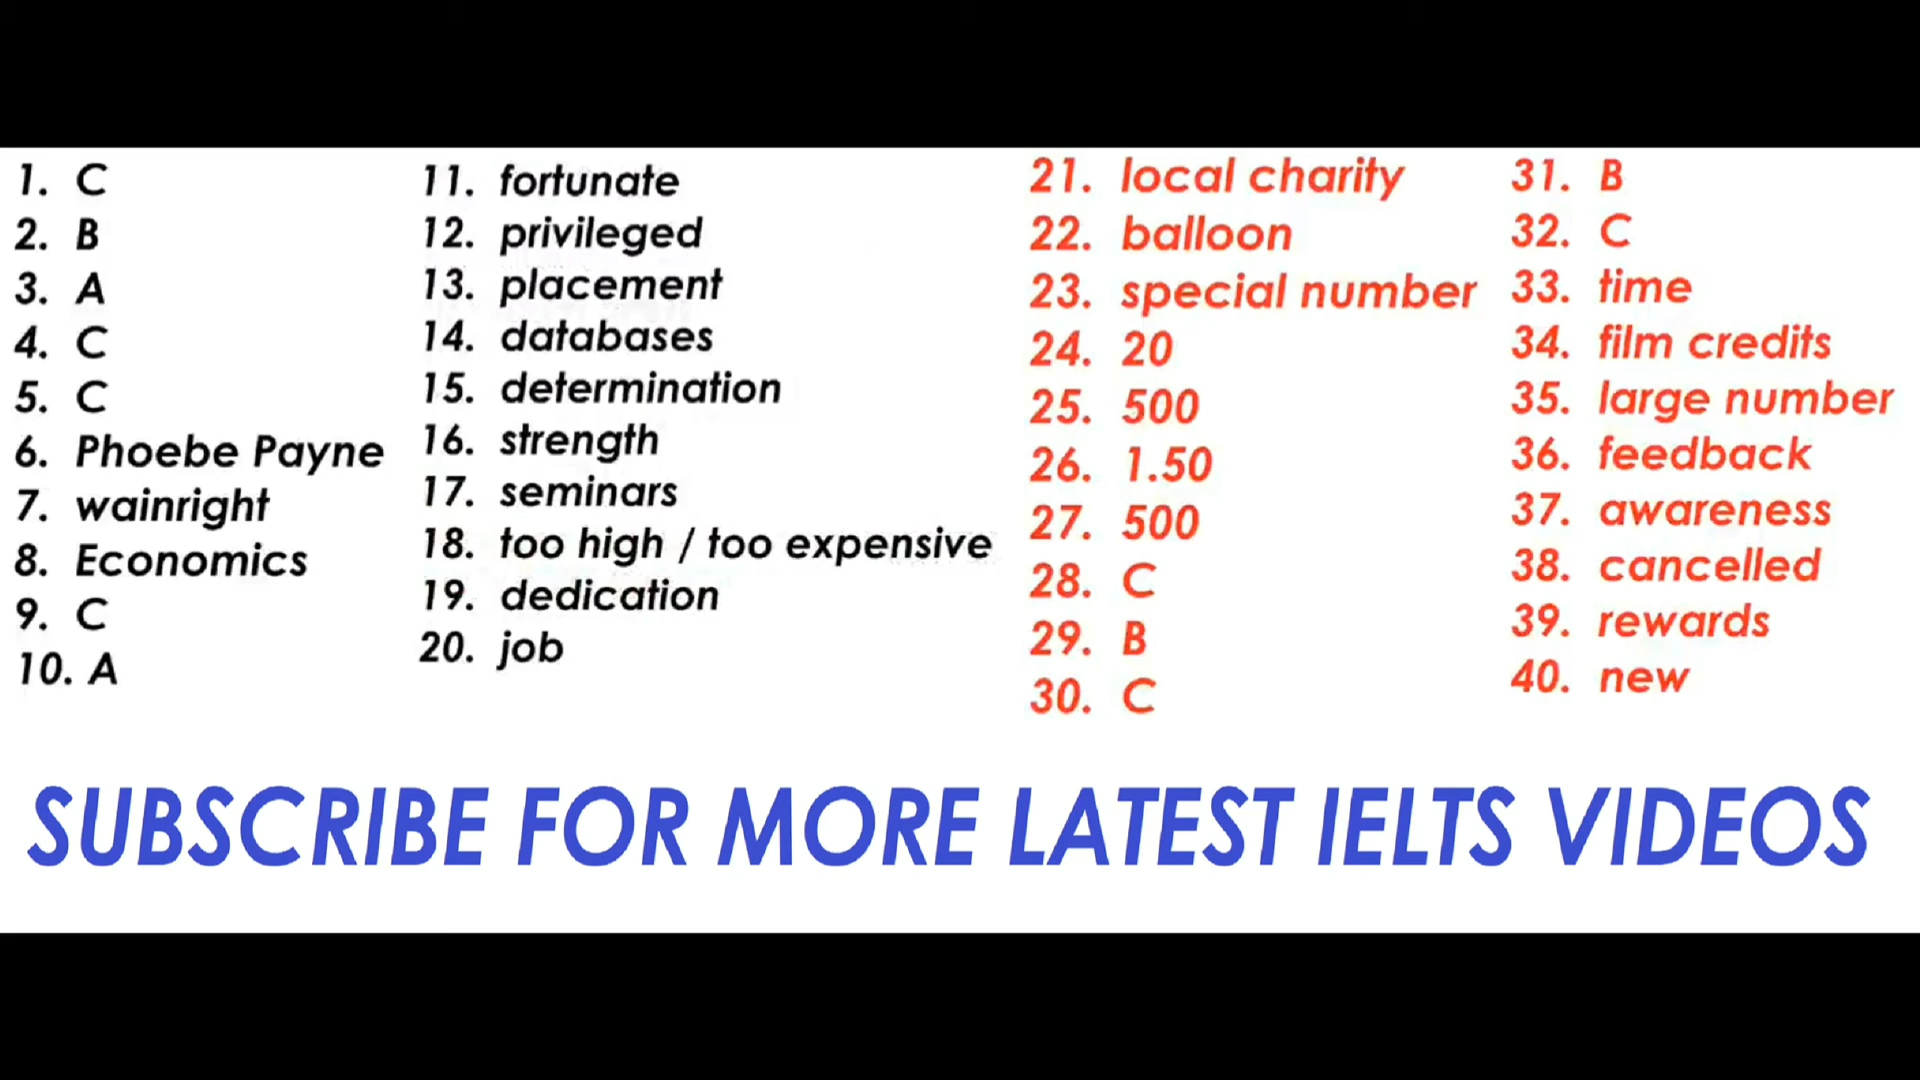 1. C
2. B
3. A
4. C
5. C
6. Phoebe Payne
7. wainright
8. Economics
9. C
10. A
11. fortunate
12. privileged
13. placement
14. databases
15. determination
16. strength
17. seminars
18. too high / too expensive
19. dedication
20. job
21. local charity
22. balloon
23. special number
24. 20
25. 500
26. 1.50
27. 500
28. C
29. B
30. C
31. B
32. C
33. time
34. film credits
35. large number
36. feedback
37. awareness
38. cancelled
39. rewards
40. new
SUBSCRIBE FOR MORE LATEST IELTS VIDEOS